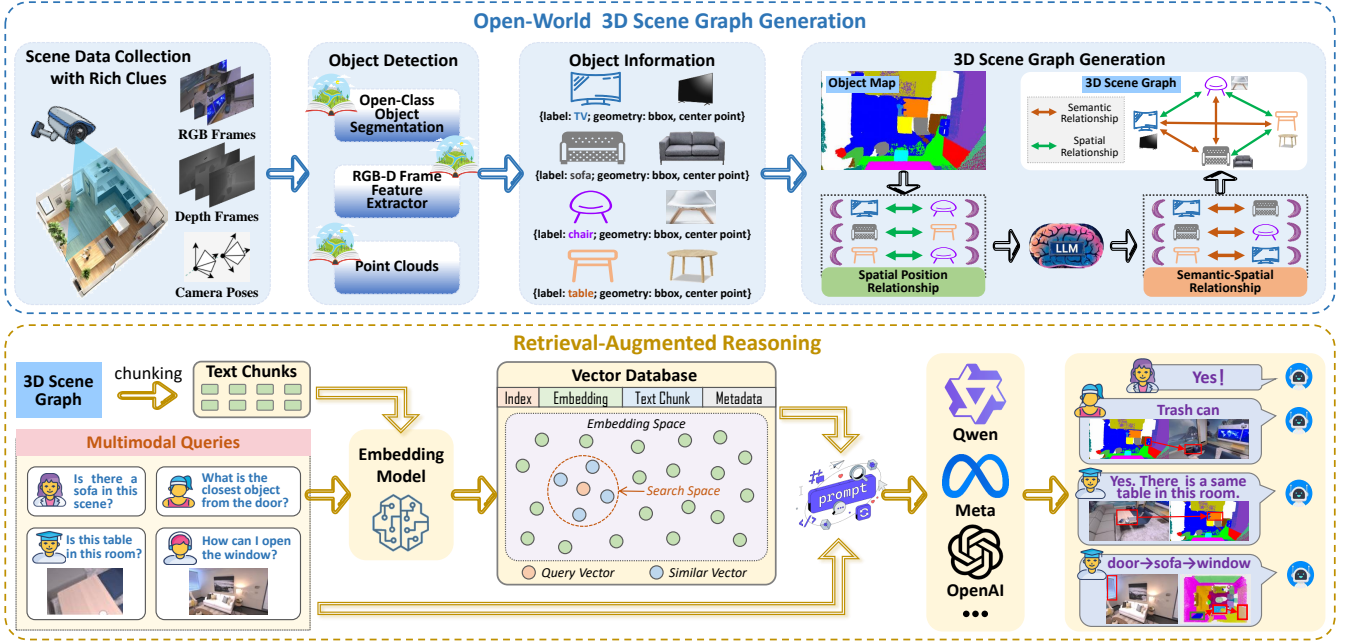 Open-World 3D Scene Graph Generation
Scene Data Collection
with Rich Clues
RGB Frames
Depth Frames
Camera Poses
Object Detection
Open-Class
Object
Segmentation
RGB-D Frame
Feature
Extractor
Point Clouds
Object Information
{label: TV; geometry: bbox, center point}
{label: sofa; geometry: bbox, center point}
{label: chair; geometry: bbox, center point}
{label: table; geometry: bbox, center point}
3D Scene Graph Generation
Object Map
3D Scene Graph
Semantic
Relationship
Spatial
Relationship
LLM
Spatial Position
Relationship
Semantic-Spatial
Relationship
Retrieval-Augmented Reasoning
3D Scene
Graph
chunking
Text Chunks
Multimodal Queries
Is there a
sofa in this
scene?
What is the
closest object
from the door?
Is this table
in this room?
How can I open
the window?
Embedding
Model
Vector Database
Index
Embedding
Text Chunk
Metadata
Embedding Space
Search Space
Query Vector
Similar Vector
prompt
Qwen
Meta
OpenAI
•••
Yes!
Trash can
Yes. There is a same
table in this room.
door→sofa→window